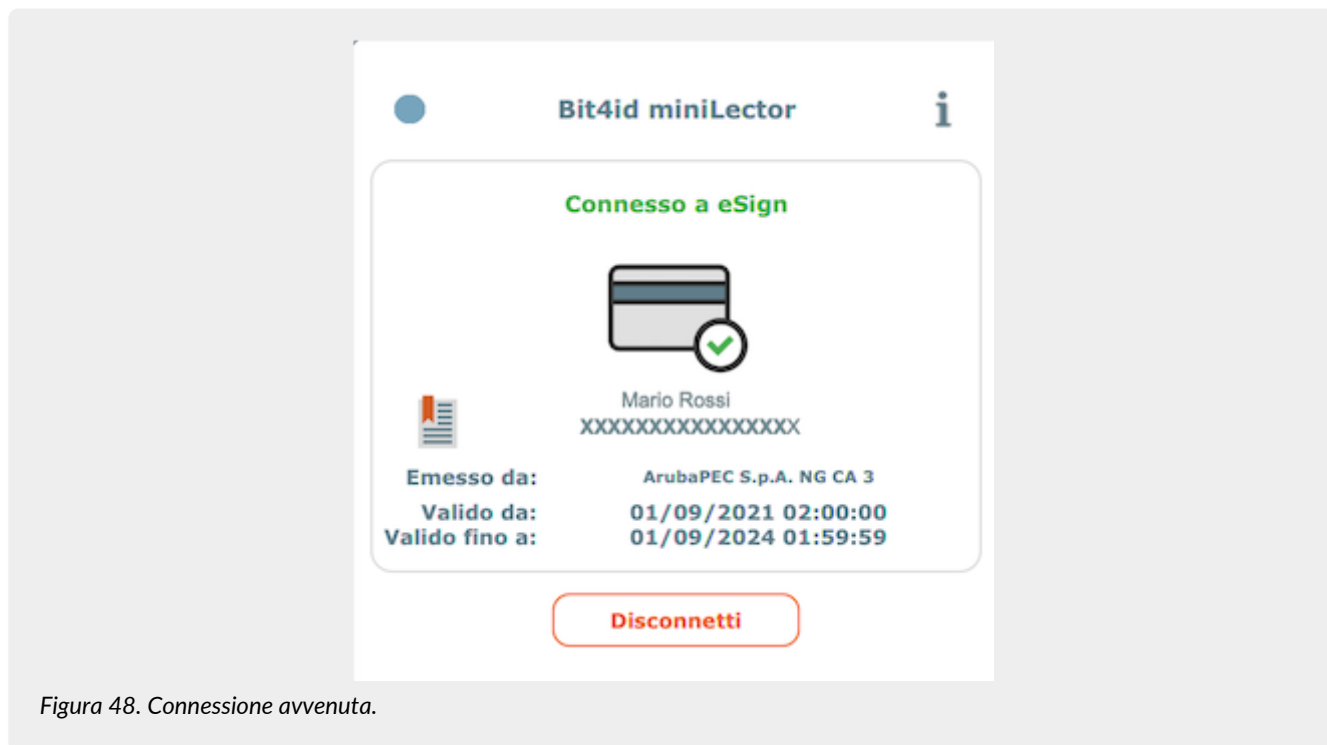 Bit4id miniLector i
Connesso a eSign
Mario Rossi
XXXXXXXXXXXXXXXX
Emesso da: ArubaPEC S.p.A. NG CA 3
Valido da: 01/09/2021 02:00:00
Valido fino a: 01/09/2024 01:59:59
Disconnetti
Figura 48. Connessione avvenuta.